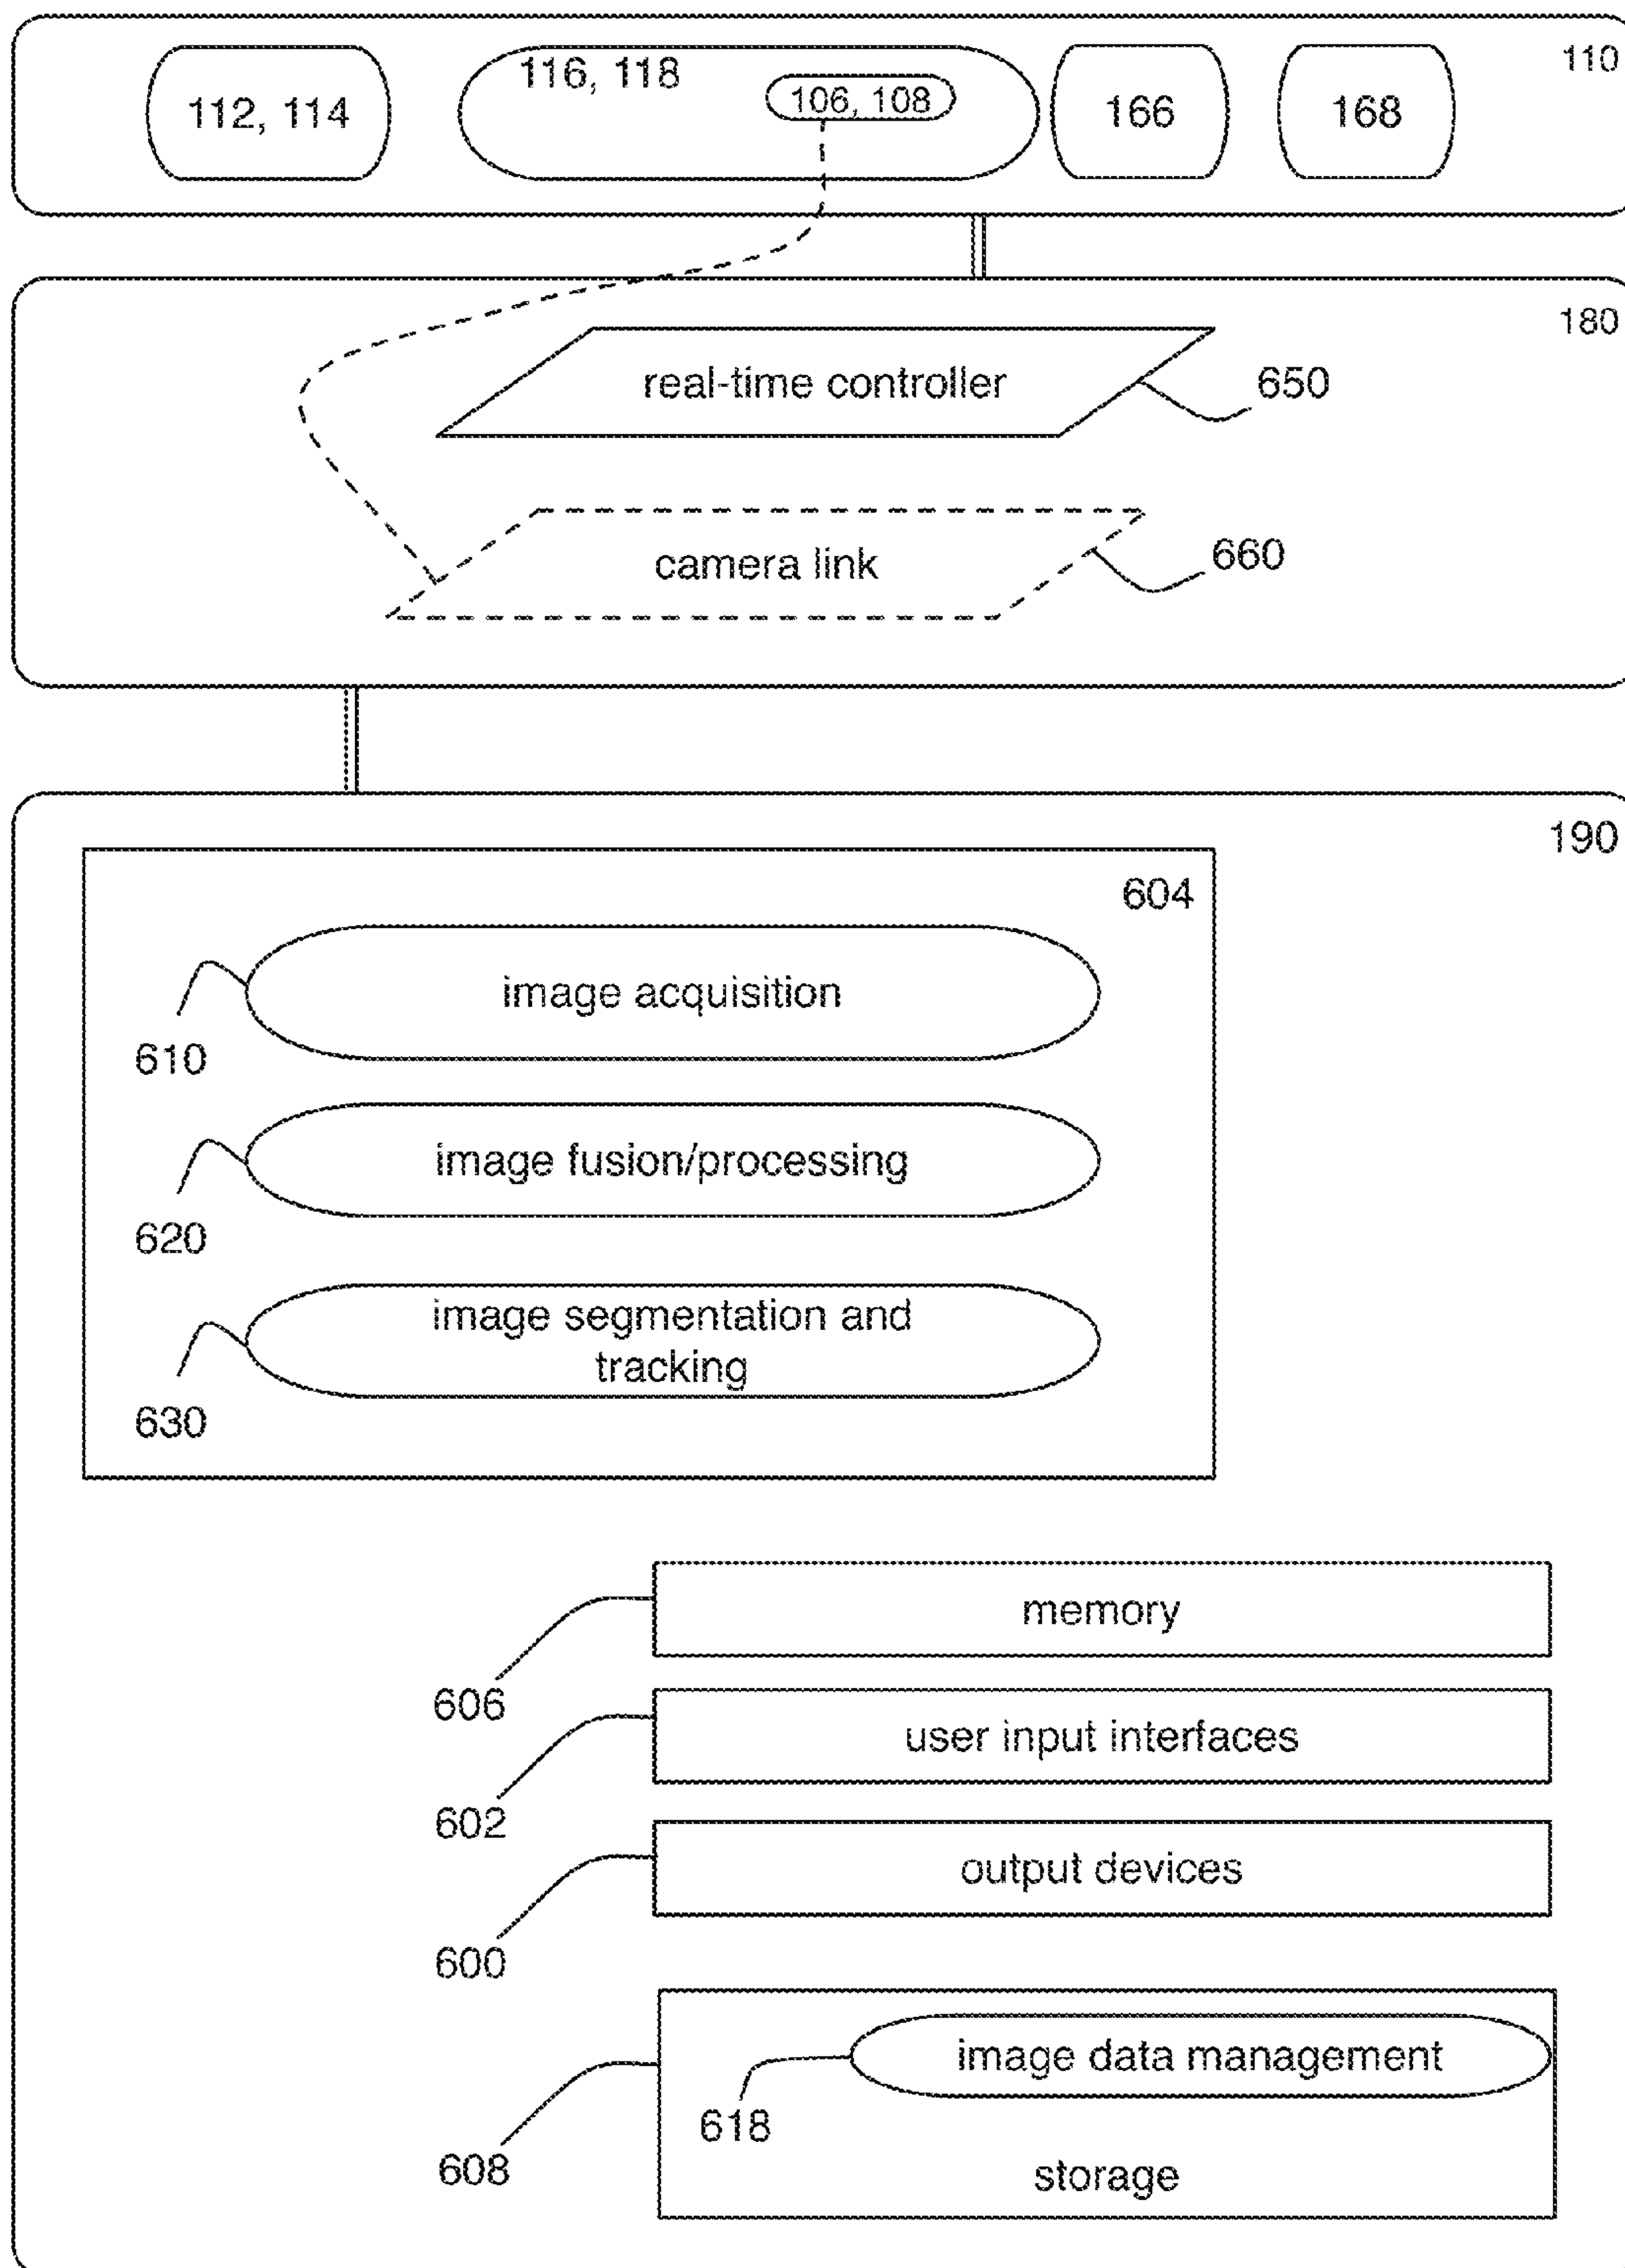 110
112, 114
116, 118
106, 108
166
168
180
real-time controller
650
camera link
660
190
604
image acquisition
610
image fusion/processing
620
image segmentation and
tracking
630
memory
606
user input interfaces
602
output devices
600
image data management
618
608
storage